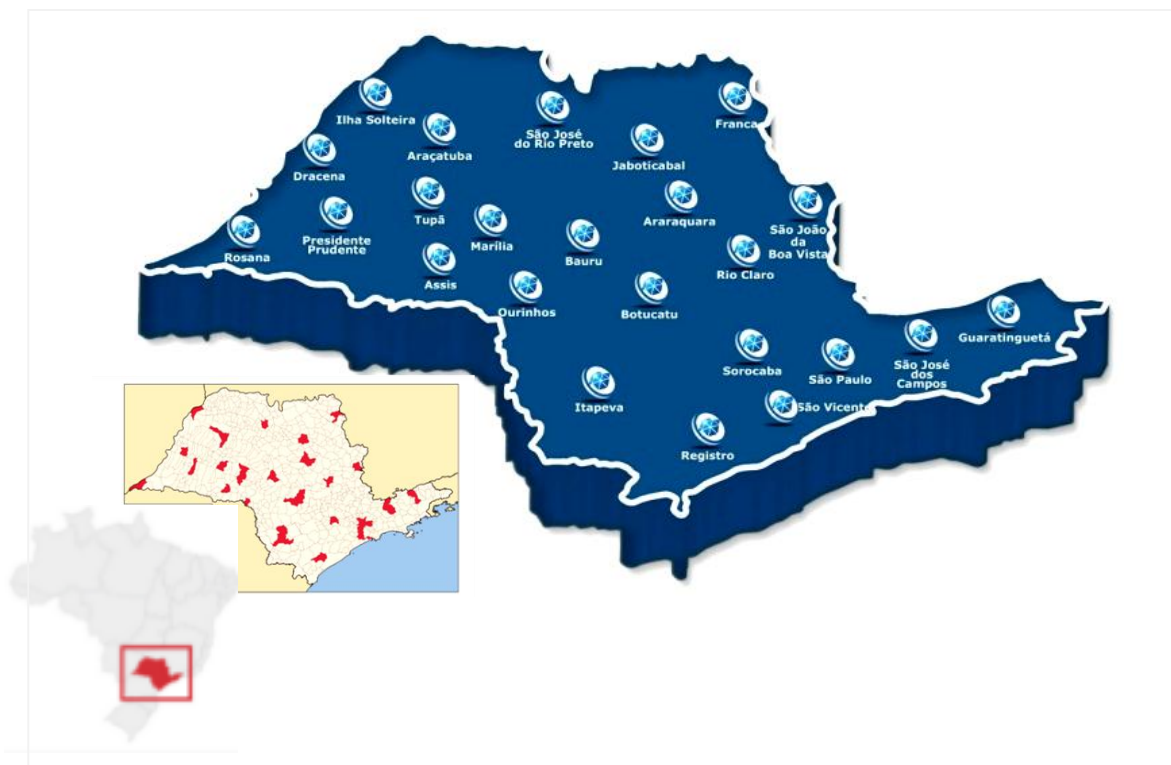 Ilha Solteira
São José
do Rio Preto
Franca
Araçatuba
Jaboticabal
Dracena
Tupã
Araraquara
Presidente
Prudente
Marília
São João
da
Boa Vista
Rosana
Bauru
Rio Claro
Assis
Ourinhos
Botucatu
Guaratinguetá
Sorocaba
São Paulo
São José
dos
Campos
Itapeva
São Vicente
Registro